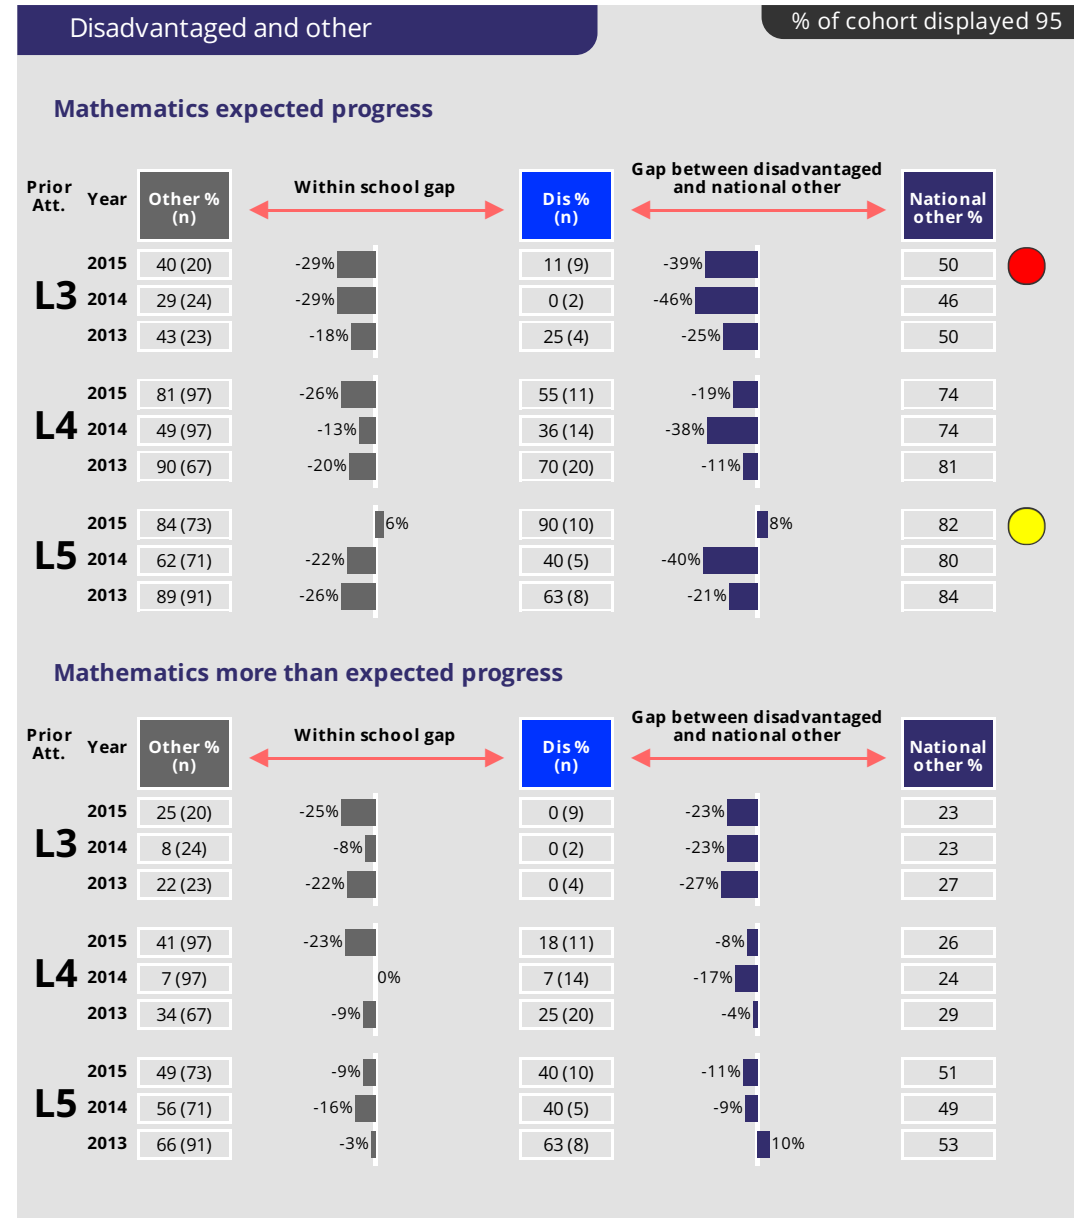 Disadvantaged and other
% of cohort displayed 95
Mathematics expected progress
Prior Att.
Year
Other % (n)
Within school gap
Dis % (n)
Gap between disadvantaged and national other
National other %
L3
2015 40 (20) -29% 11 (9) -39% 50
2014 29 (24) -29% 0 (2) -46% 46
2013 43 (23) -18% 25 (4) -25% 50
L4
2015 81 (97) -26% 55 (11) -19% 74
2014 49 (97) -13% 36 (14) -38% 74
2013 90 (67) -20% 70 (20) -11% 81
L5
2015 84 (73) 6% 90 (10) 8% 82
2014 62 (71) -22% 40 (5) -40% 80
2013 89 (91) -26% 63 (8) -21% 84
Mathematics more than expected progress
Prior Att.
Year
Other % (n)
Within school gap
Dis % (n)
Gap between disadvantaged and national other
National other %
L3
2015 25 (20) -25% 0 (9) -23% 23
2014 8 (24) -8% 0 (2) -23% 23
2013 22 (23) -22% 0 (4) -27% 27
L4
2015 41 (97) -23% 18 (11) -8% 26
2014 7 (97) 0% 7 (14) -17% 24
2013 34 (67) -9% 25 (20) -4% 29
L5
2015 49 (73) -9% 40 (10) -11% 51
2014 56 (71) -16% 40 (5) -9% 49
2013 66 (91) -3% 63 (8) 10% 53